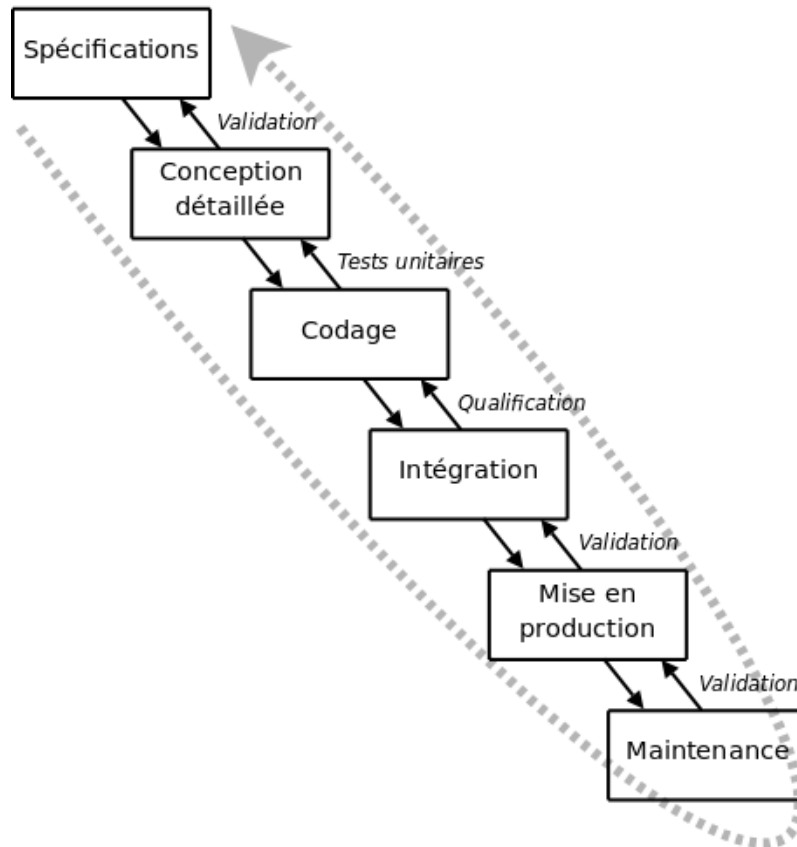 Spécifications
Validation
Conception
détaillée
Tests unitaires
Codage
Qualification
Intégration
Validation
Mise en
production
Validation
Maintenance